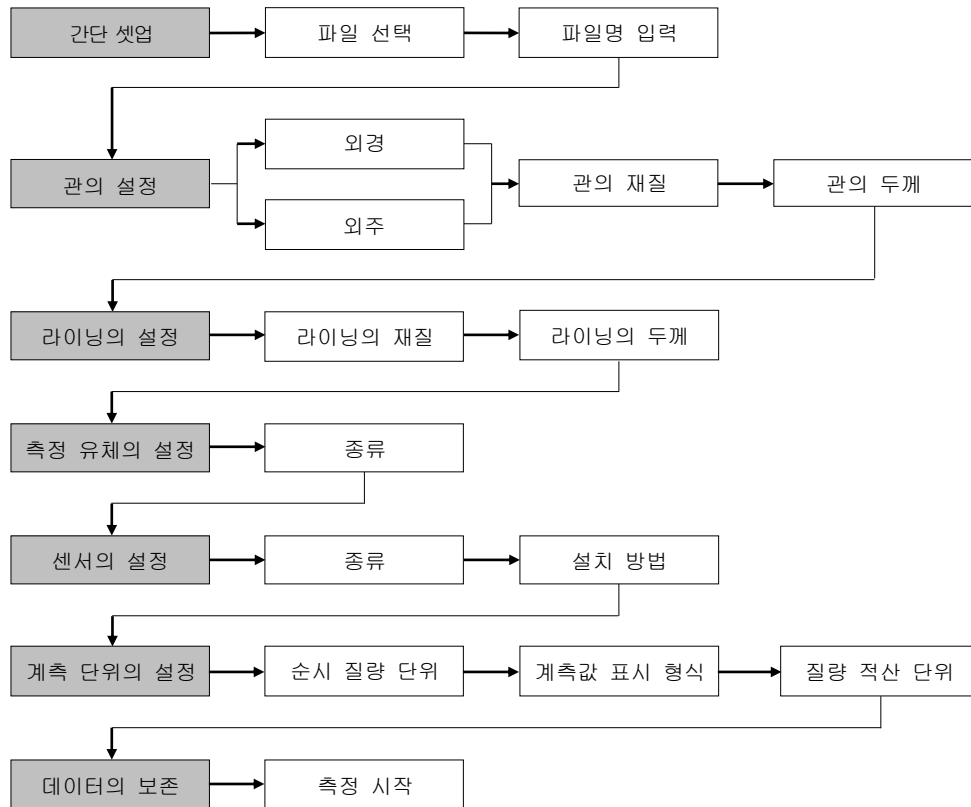 간단 셋업
파일 선택
파일명 입력
관의 설정
외경
외주
관의 재질
관의 두께
라이닝의 설정
라이닝의 재질
라이닝의 두께
측정 유체의 설정
종류
센서의 설정
종류
설치 방법
계측 단위의 설정
순시 질량 단위
계측값 표시 형식
질량 적산 단위
데이터의 보존
측정 시작